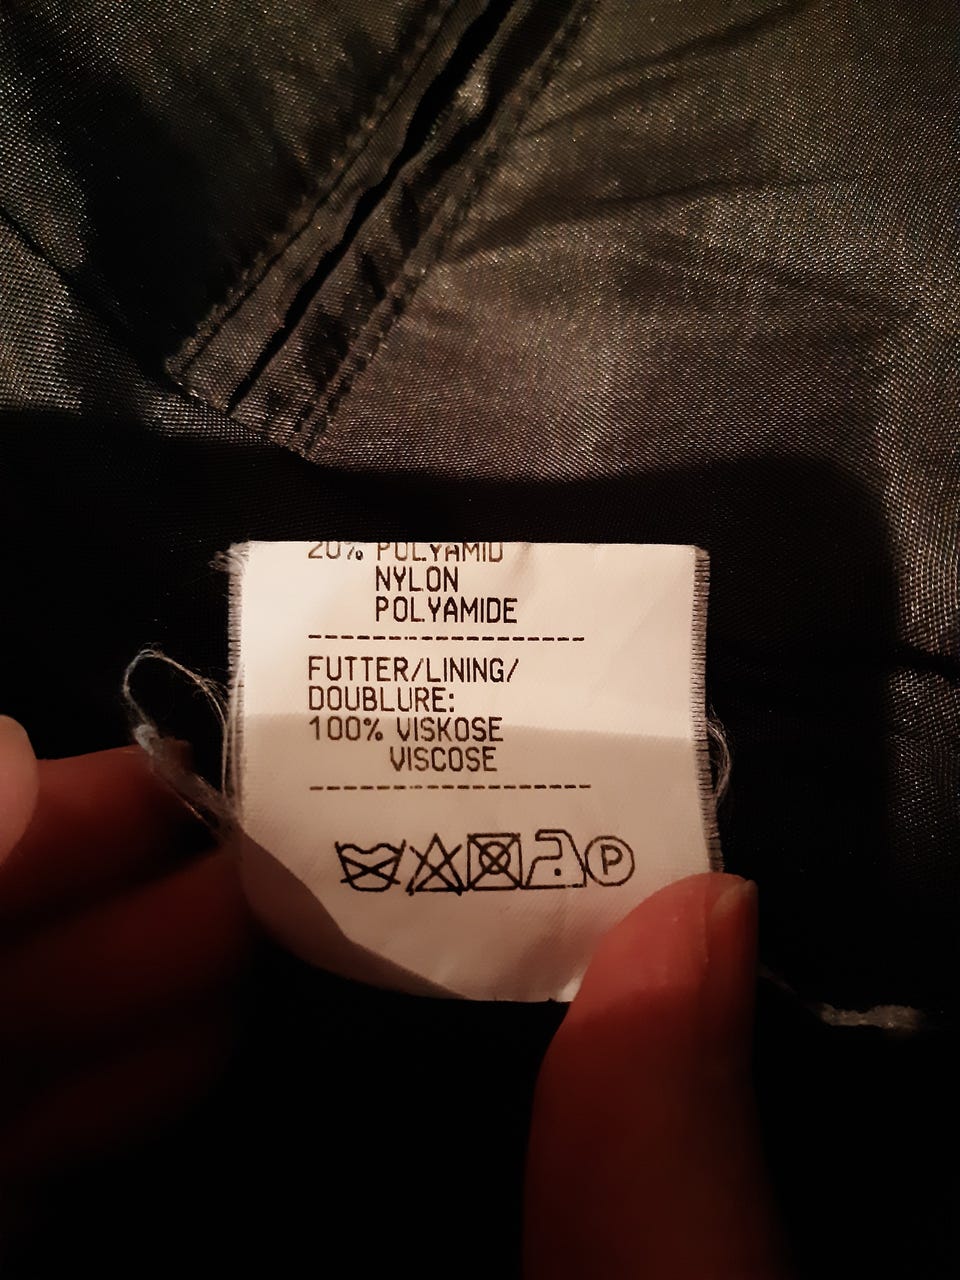 20% POLYAMID
NYLON
POLYAMIDE
-------------------
FUTTER/LINING/
DOUBLURE:
100% VISKOSE
VISCOSE
-------------------
P